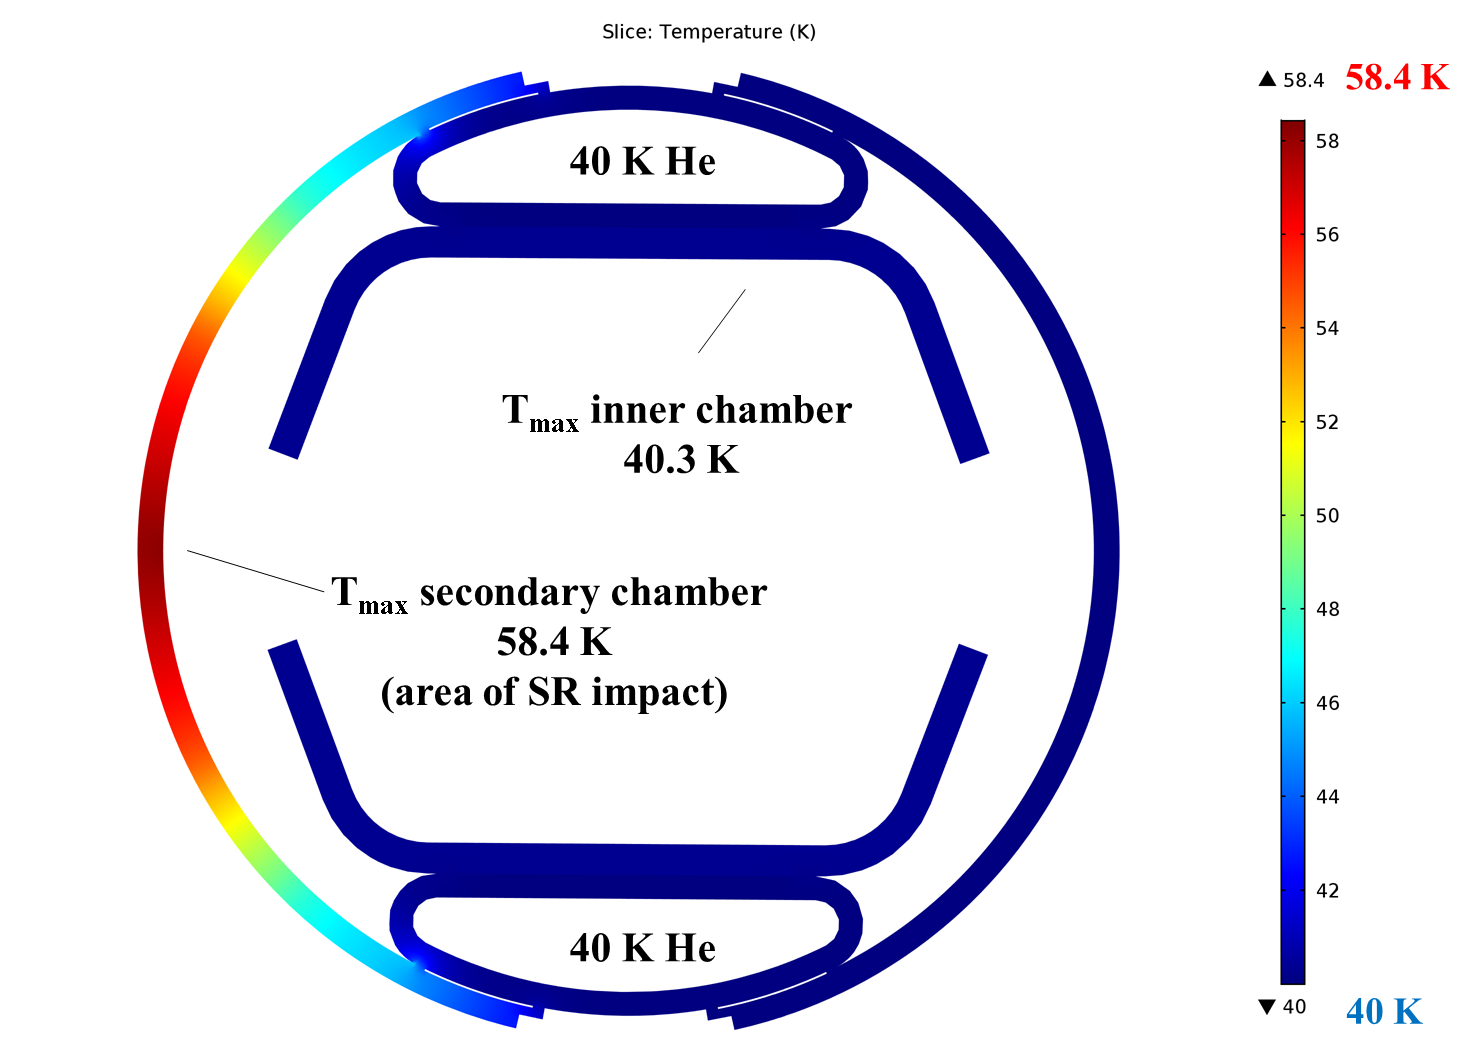 Slice: Temperature (K)
▲ 58.4 58.4 K
58
56
54
52
50
48
46
44
42
▼ 40 40 K
40 K He
Tmax inner chamber
40.3 K
Tmax secondary chamber
58.4 K
(area of SR impact)
40 K He